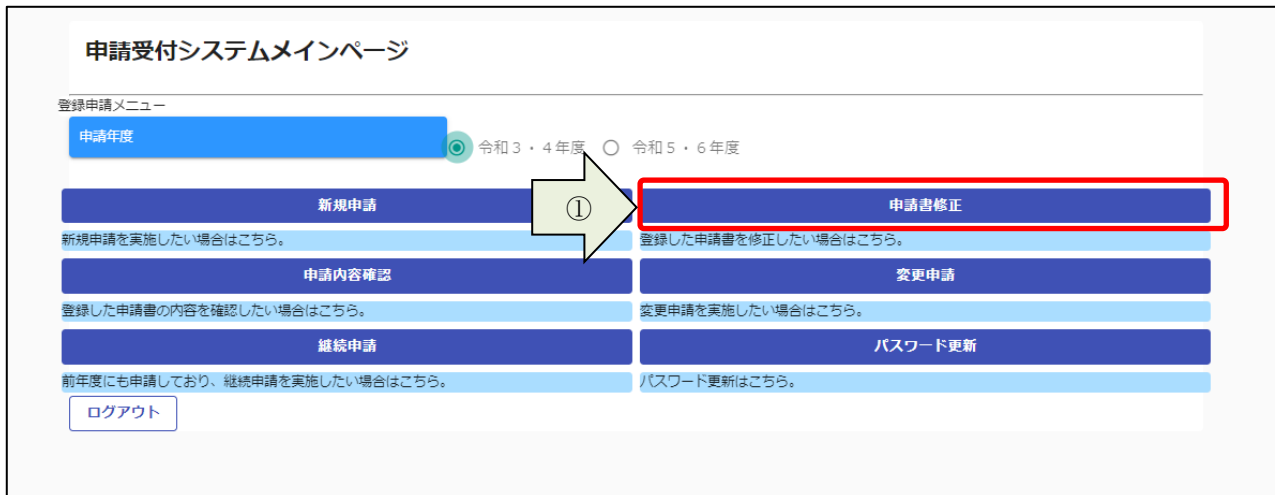 申請受付システムメインページ
登録申請メニュー
申請年度
令和３・４年度 令和５・６年度
新規申請 ① 申請書修正
新規申請を実施したい場合はこちら。 登録した申請書を修正したい場合はこちら。
申請内容確認 変更申請
登録した申請書の内容を確認したい場合はこちら。 変更申請を実施したい場合はこちら。
継続申請 パスワード更新
前年度にも申請しており、継続申請を実施したい場合はこちら。 パスワード更新はこちら。
ログアウト